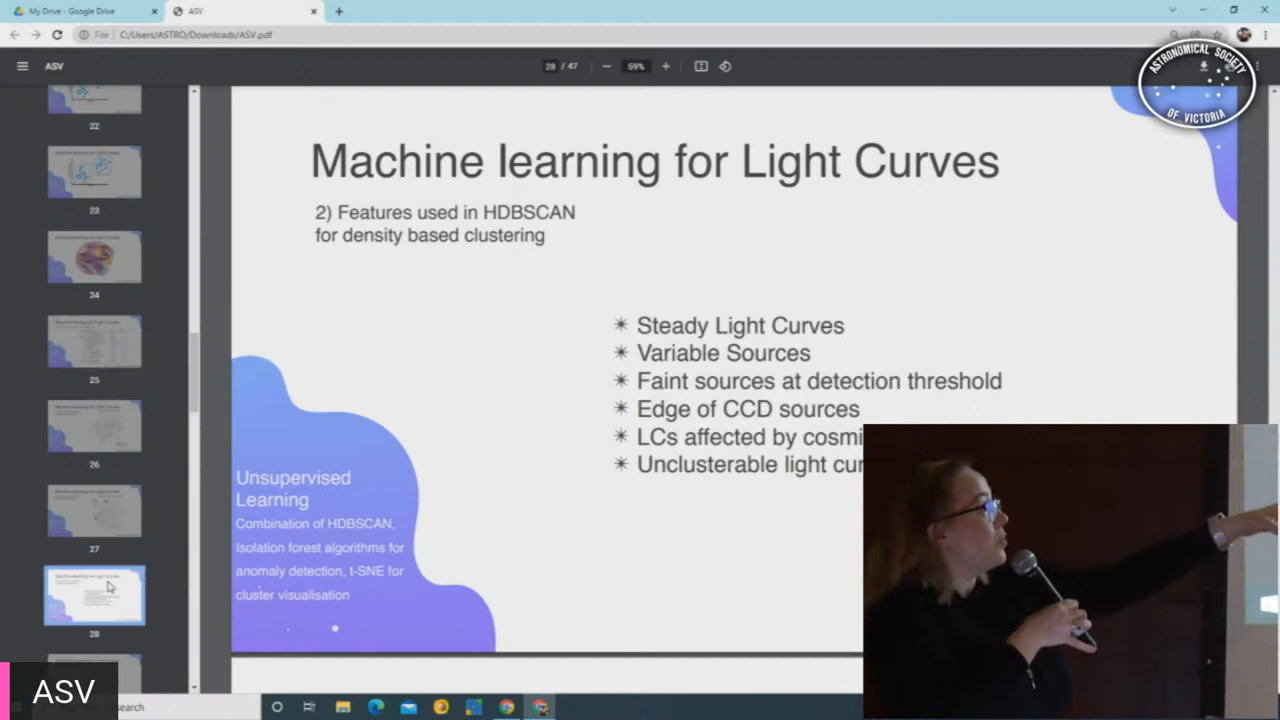 My Drive - Google Drive
ASV
File
C:/Users/ASTRO/Downloads/ASV.pdf
ASV
28 / 47
59%
ASTRONOMICAL SOCIETY
OF VICTORIA
22
23
24
25
26
27
28
Machine learning for Light Curves
2) Features used in HDBSCAN
for density based clustering
✴ Steady Light Curves
✴ Variable Sources
✴ Faint sources at detection threshold
✴ Edge of CCD sources
✴ LCs affected by cosmi
✴ Unclusterable light cur
Unsupervised
Learning
Combination of HDBSCAN,
Isolation forest algorithms for
anomaly detection, t-SNE for
cluster visualisation
ASV